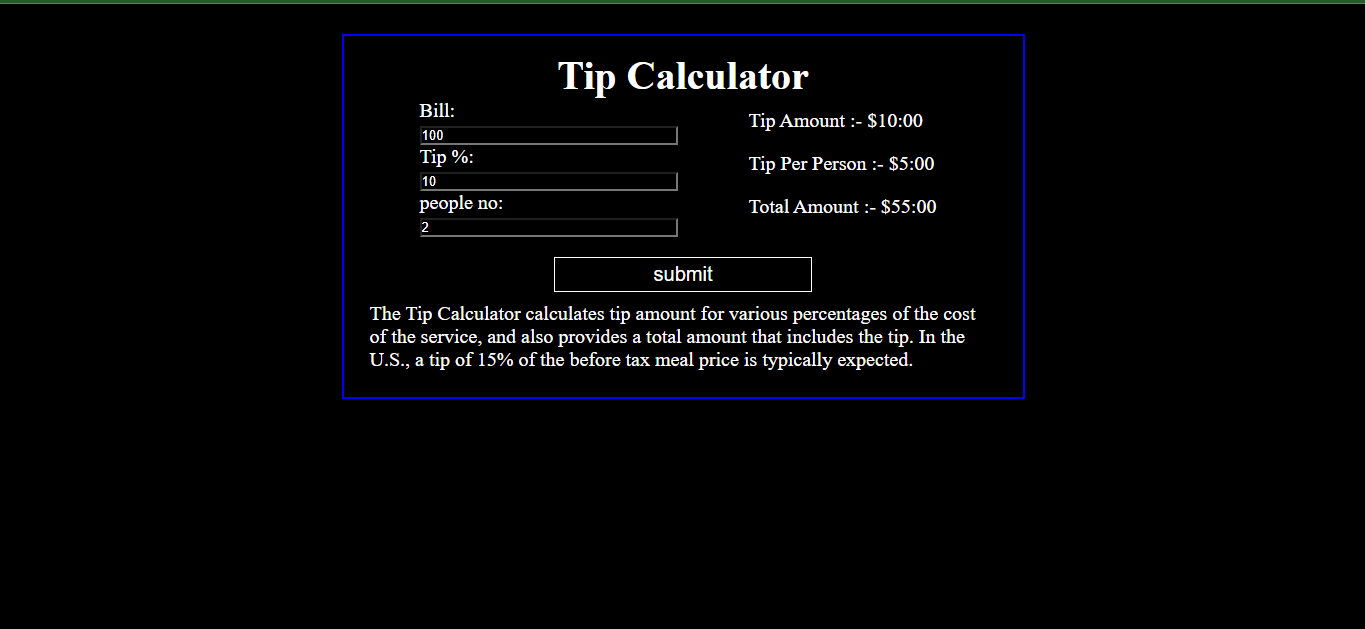 Tip Calculator
Bill:
100
Tip %:
10
people no:
2
Tip Amount :- $10:00
Tip Per Person :- $5:00
Total Amount :- $55:00
submit
The Tip Calculator calculates tip amount for various percentages of the cost
of the service, and also provides a total amount that includes the tip. In the
U.S., a tip of 15% of the before tax meal price is typically expected.